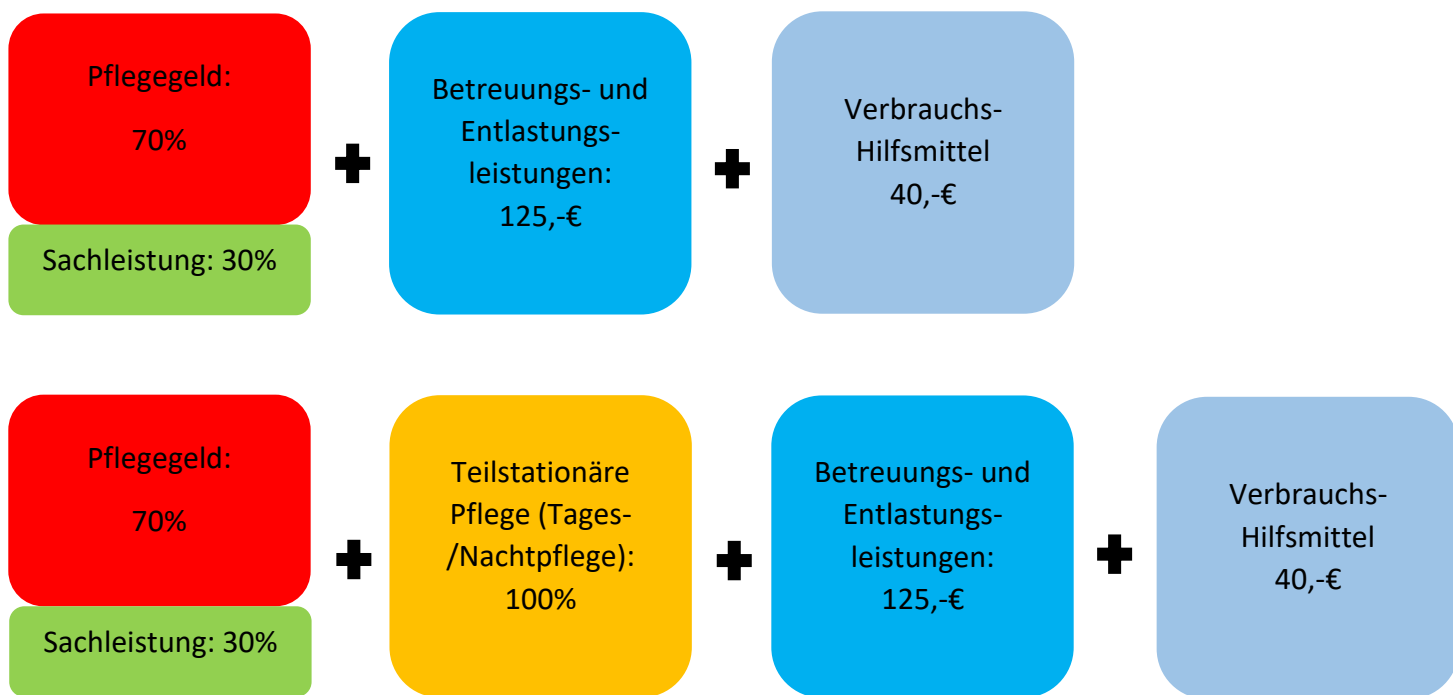 Pflegegeld:
70%
Sachleistung: 30%
Betreuungs- und
Entlastungs-
leistungen:
125,-€
Verbrauchs-
Hilfsmittel
40,-€
Pflegegeld:
70%
Sachleistung: 30%
Teilstationäre
Pflege (Tages-
/Nachtpflege):
100%
Betreuungs- und
Entlastungs-
leistungen:
125,-€
Verbrauchs-
Hilfsmittel
40,-€